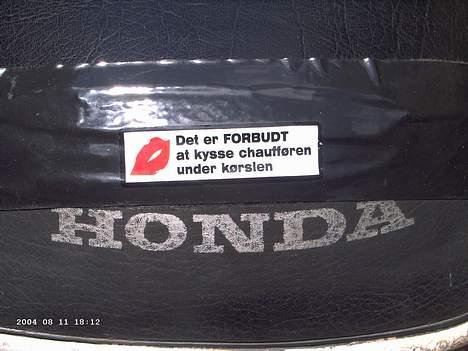 Det er FORBUDT
at kysse chaufføren
under kørslen
HONDA
2004 08 11 18:12